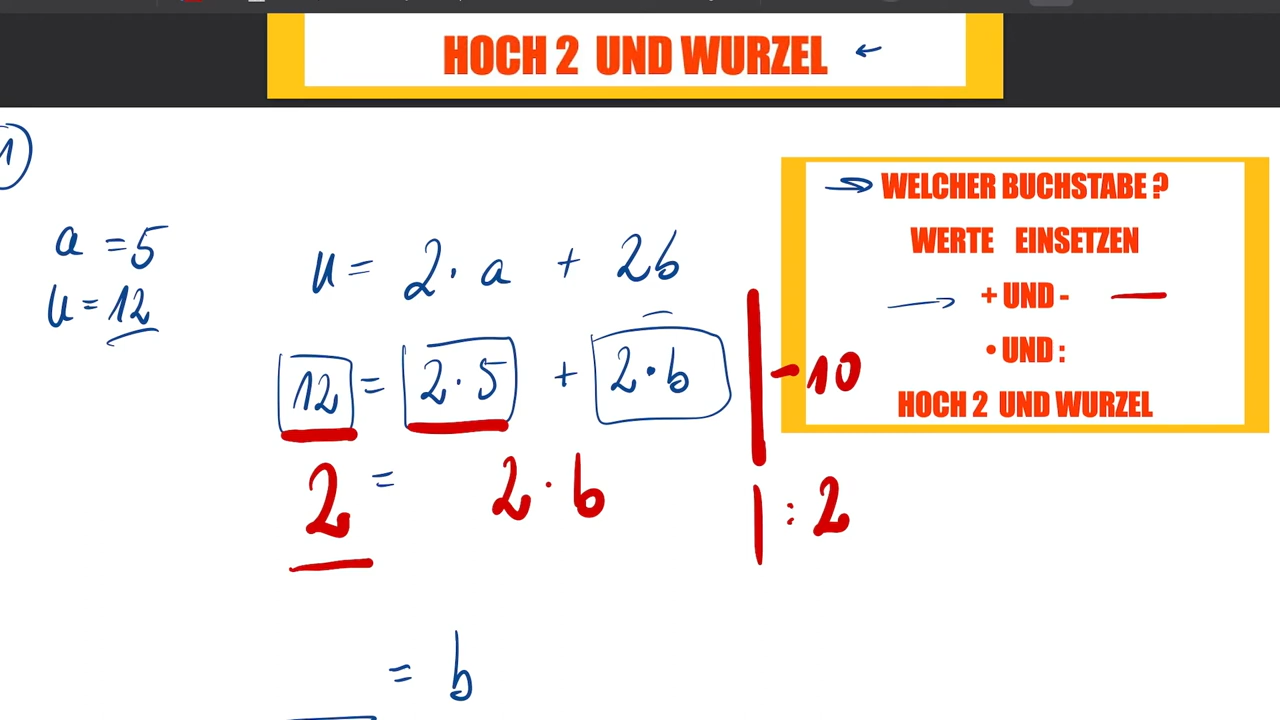 HOCH 2 UND WURZEL ←
1
a = 5
u = 12
u = 2 · a + 2b
12 = 2 · 5 + 2 · b | - 10
2 = 2 · b | : 2
= b
→ WELCHER BUCHSTABE ?
WERTE EINSETZEN
→ + UND -
• UND :
HOCH 2 UND WURZEL